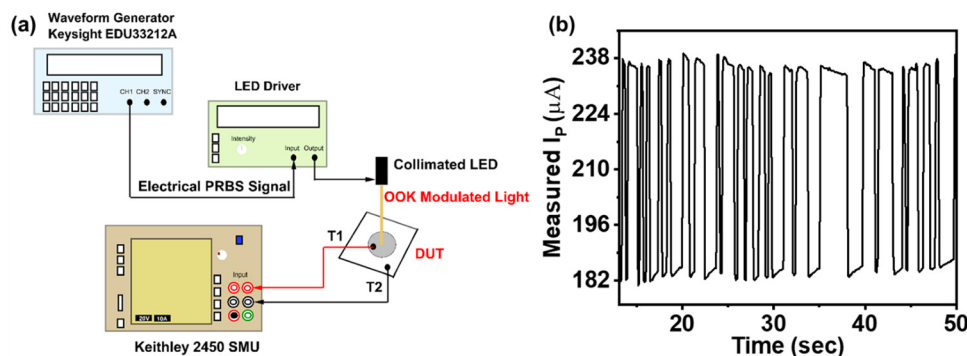 (a)
Waveform Generator
Keysight EDU33212A
CH1 CH2 SYNC
LED Driver
Intensity
Input Output
Electrical PRBS Signal
Collimated LED
OOK Modulated Light
T1
DUT
T2
Input
20V 10A
Keithley 2450 SMU
(b)
Measured I_P (μA)
238
224
210
196
182
20 30 40 50
Time (sec)